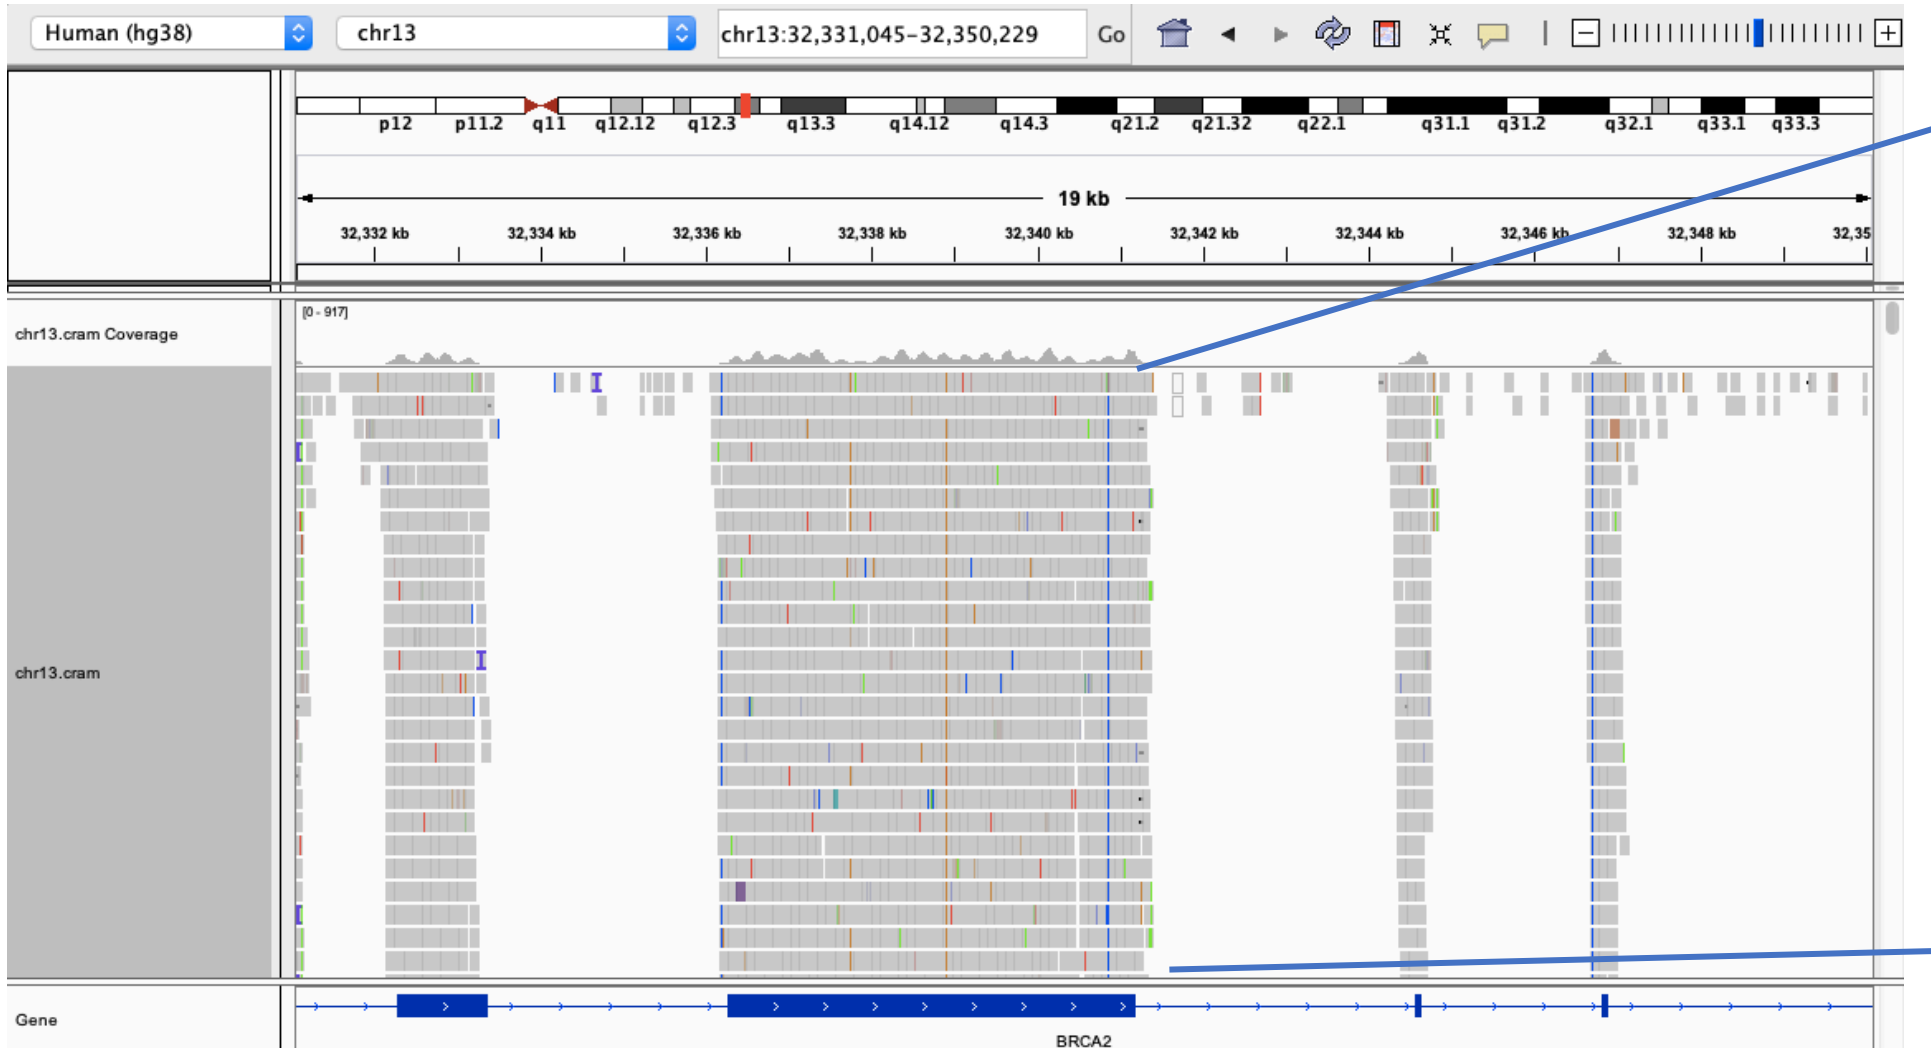 Human (hg38) chr13 chr13:32,331,045-32,350,229 Go
p12 p11.2 q11 q12.12 q12.3 q13.3 q14.12 q14.3 q21.2 q21.32 q22.1 q31.1 q31.2 q32.1 q33.1 q33.3
19 kb
32,332 kb 32,334 kb 32,336 kb 32,338 kb 32,340 kb 32,342 kb 32,344 kb 32,346 kb 32,348 kb 32,35
[0 - 917]
chr13.cram Coverage
chr13.cram
Gene
BRCA2